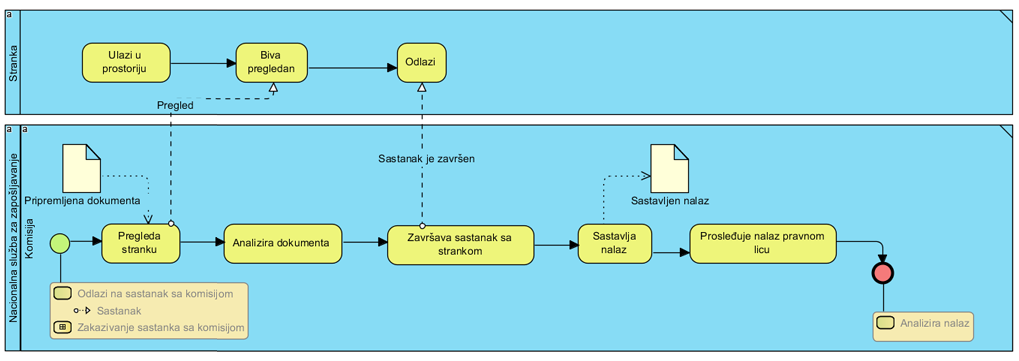 a
Stranka
Ulazi u
prostoriju
Biva
pregledan
Odlazi
Pregled
a
a
Nacionalna služba za zapošljavanje
Komisija
Sastanak je završen
Pripremljena dokumenta
Sastavljen nalaz
Pregleda
stranku
Analizira dokumenta
Završava sastanak sa
strankom
Sastavlja
nalaz
Prosleđuje nalaz pravnom
licu
Odlazi na sastanak sa komisijom
Sastanak
Zakazivanje sastanka sa komisijom
Analizira nalaz